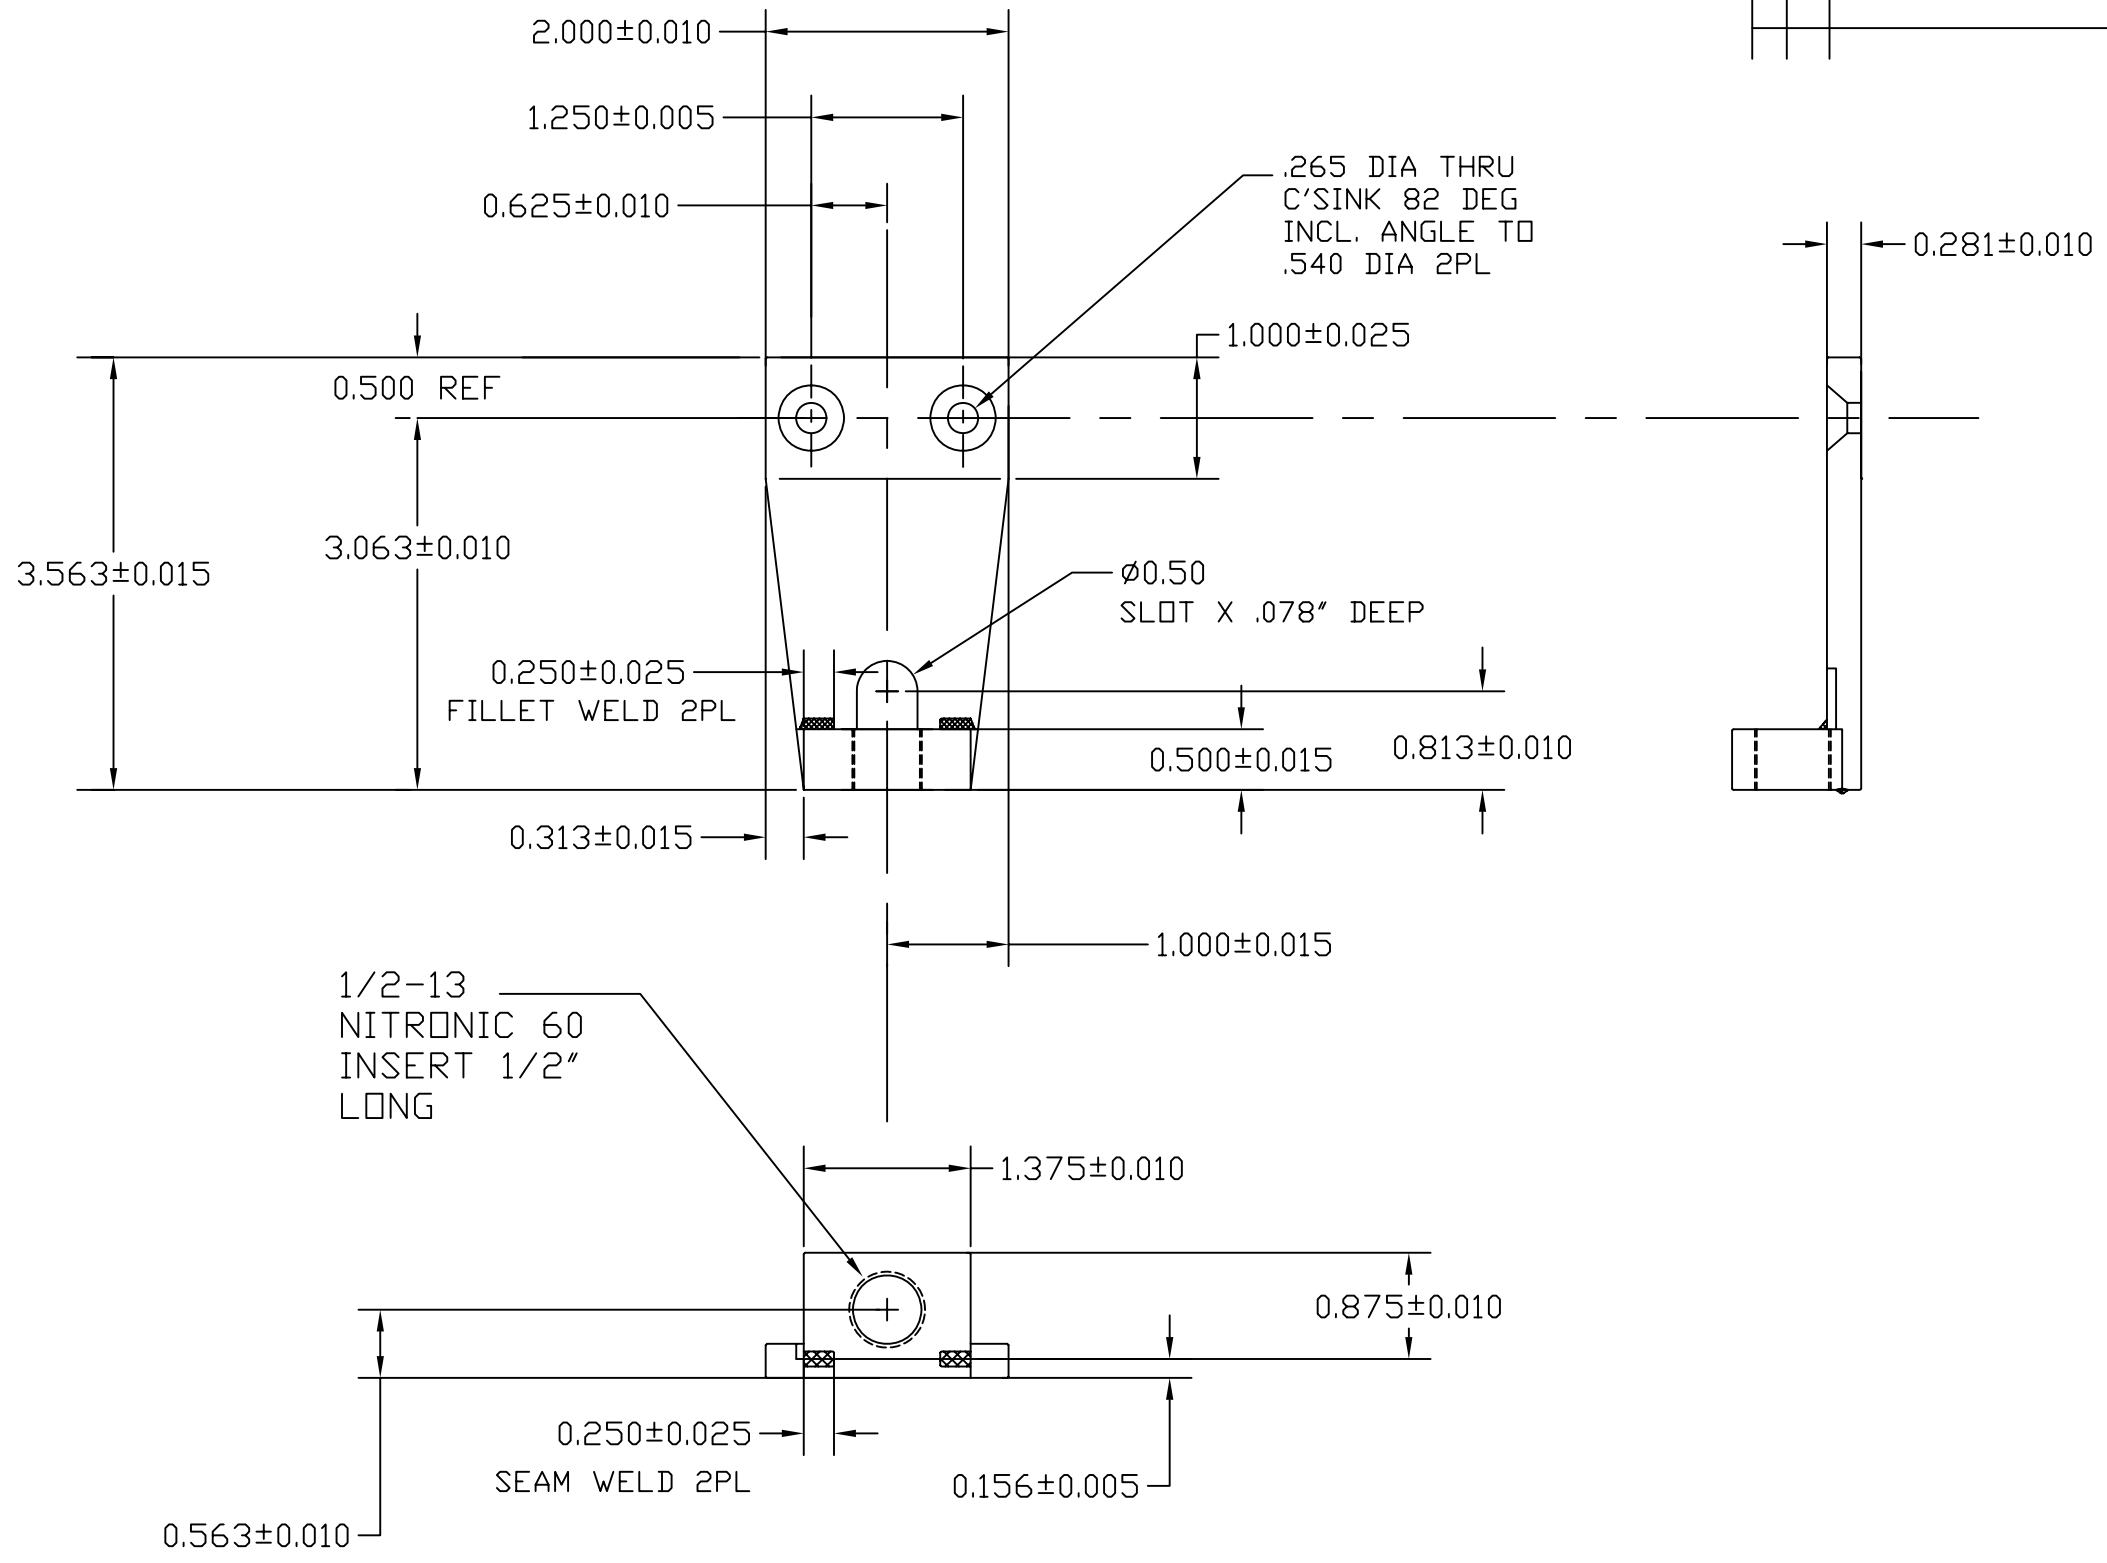 2.000±0.010
1.250±0.005
0.625±0.010
.265 DIA THRU
C'SINK 82 DEG
INCL. ANGLE TO
.540 DIA 2PL
0.281±0.010
1.000±0.025
0.500 REF
3.063±0.010
3.563±0.015
Ø0.50
SLOT X .078" DEEP
0.250±0.025
FILLET WELD 2PL
0.500±0.015
0.813±0.010
0.313±0.015
1.000±0.015
1/2-13
NITRONIC 60
INSERT 1/2"
LONG
1.375±0.010
0.875±0.010
0.250±0.025
SEAM WELD 2PL
0.156±0.005
0.563±0.010